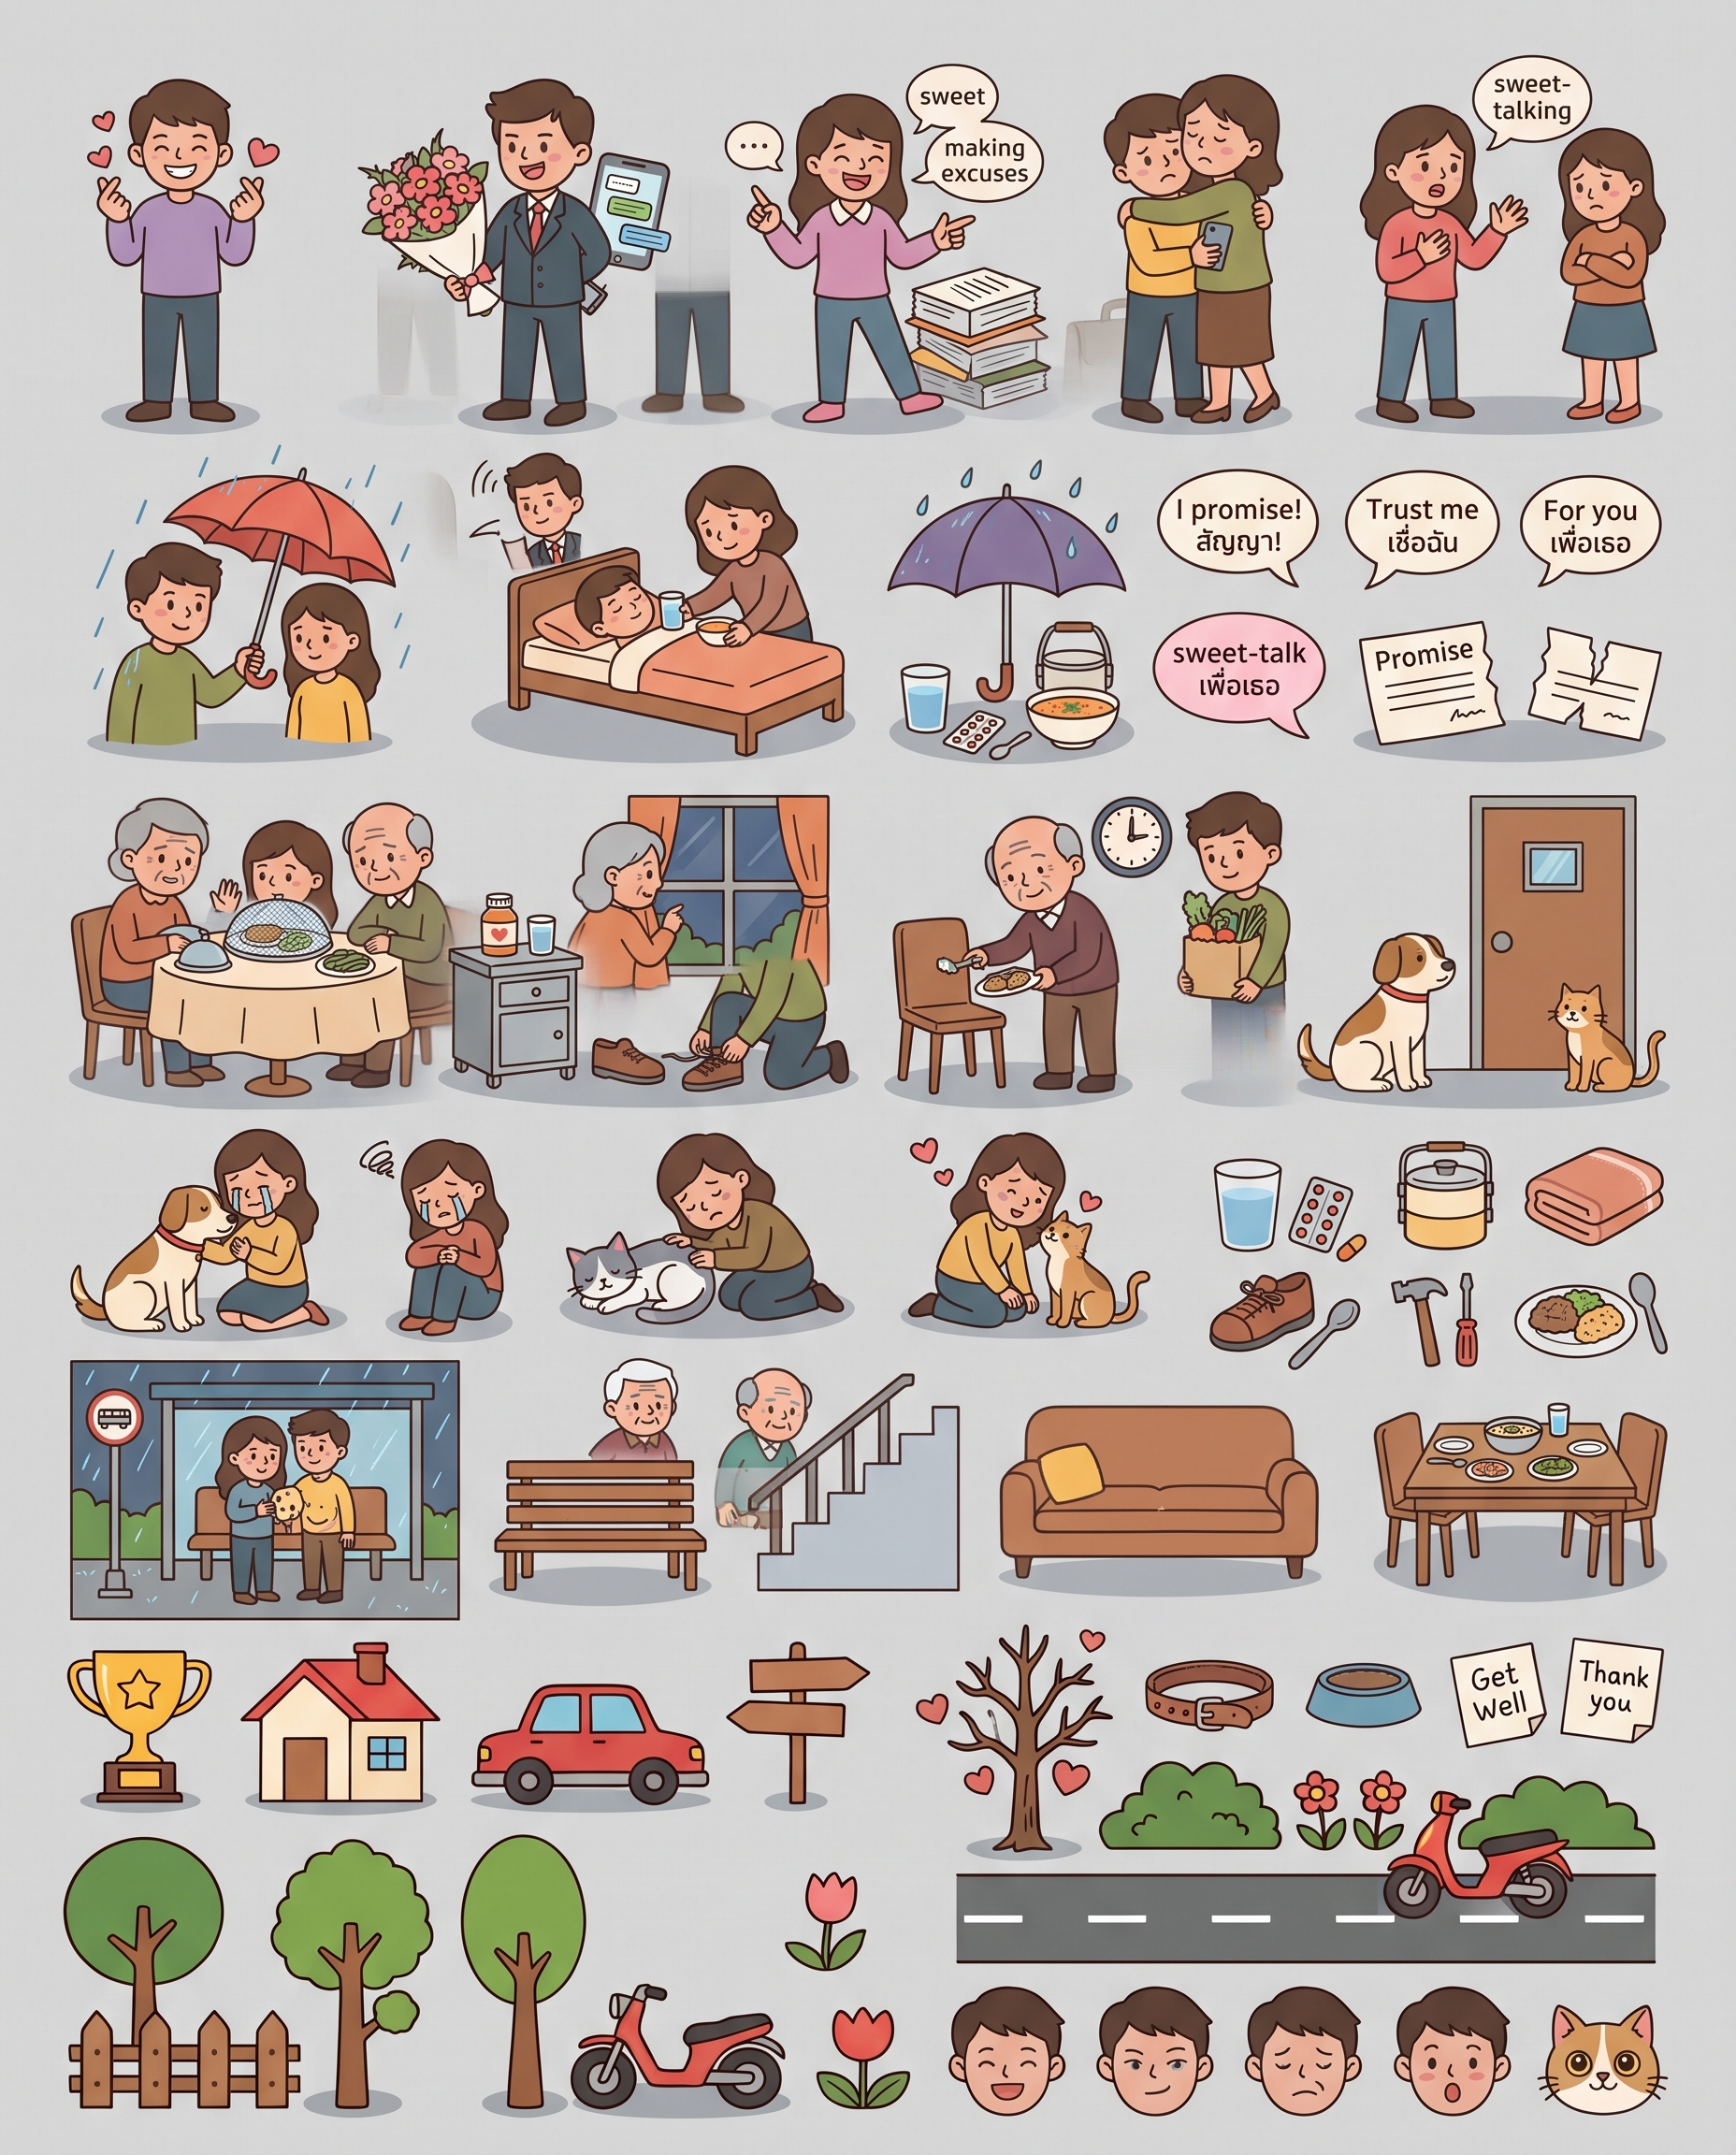 ...
sweet
making
excuses
sweet-
talking
I promise!
สัญญา!
Trust me
เชื่อฉัน
For you
เพื่อเธอ
sweet-talk
เพื่อเธอ
Promise
Get
Well
Thank
you